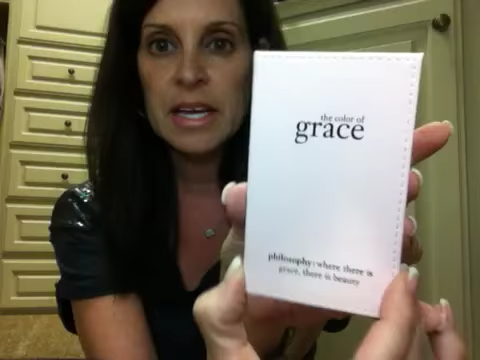 the color of
grace
philosophy: where there is
grace, there is beauty